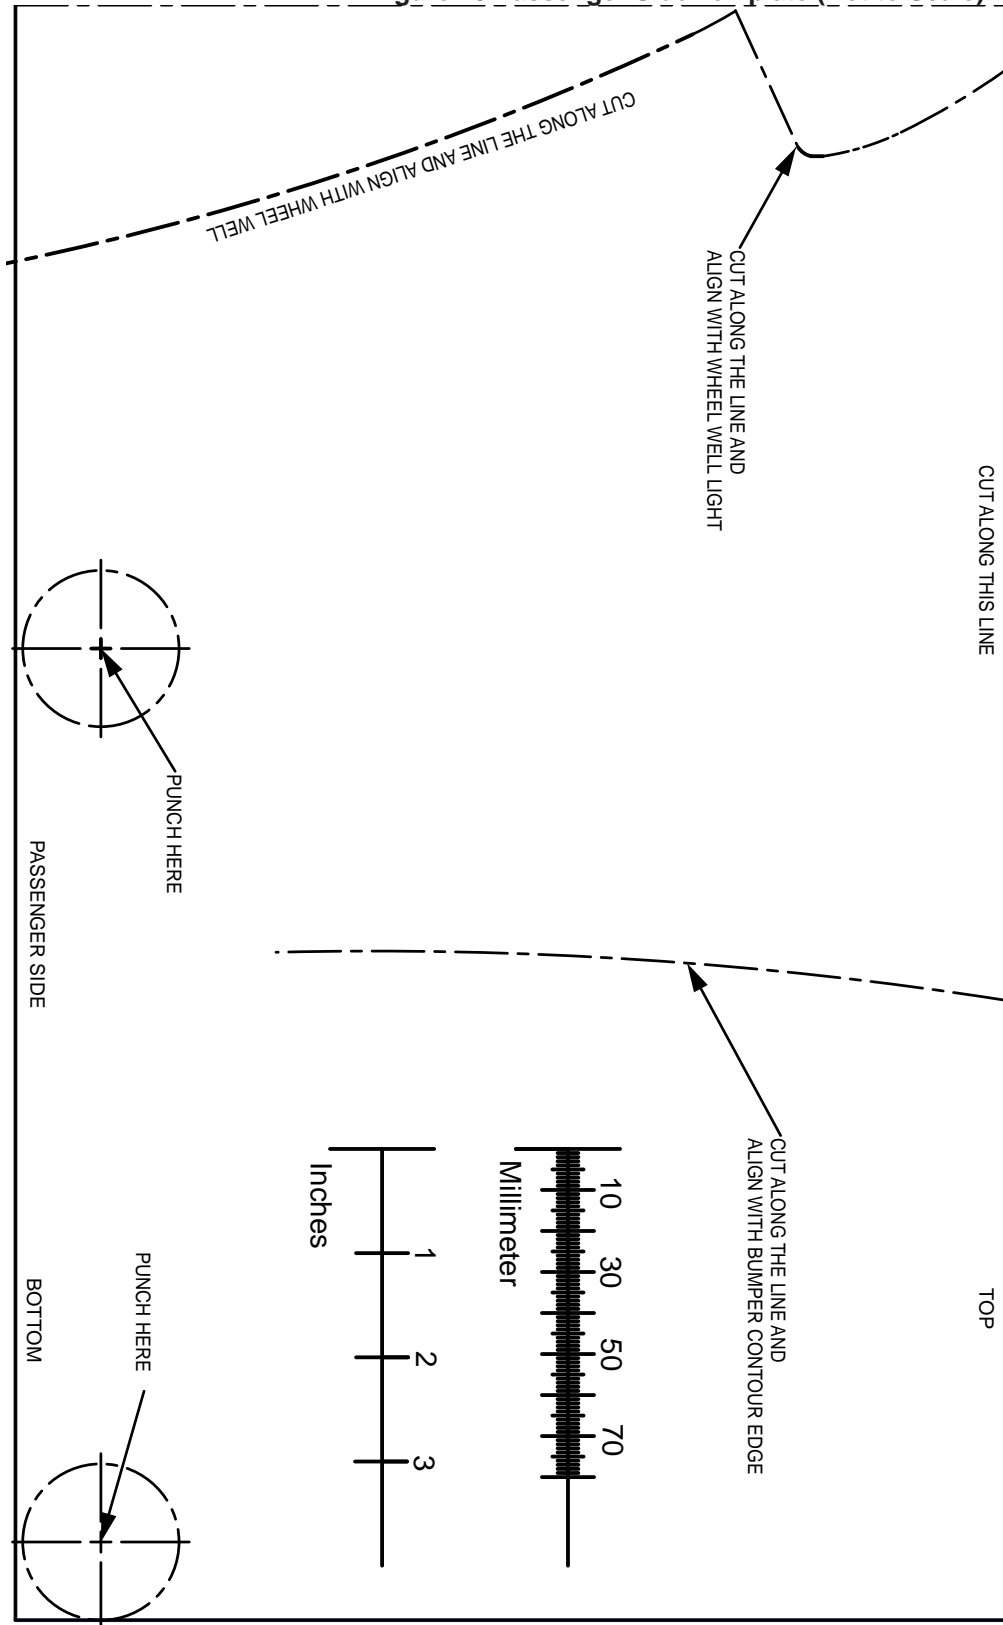 CUT ALONG THE LINE AND ALIGN WITH WHEEL WELL
CUT ALONG THE LINE AND
ALIGN WITH WHEEL WELL LIGHT
CUT ALONG THIS LINE
PUNCH HERE
PASSENGER SIDE
CUT ALONG THE LINE AND
ALIGN WITH BUMPER CONTOUR EDGE
TOP
10
30
50
70
Millimeter
1
2
3
Inches
PUNCH HERE
BOTTOM